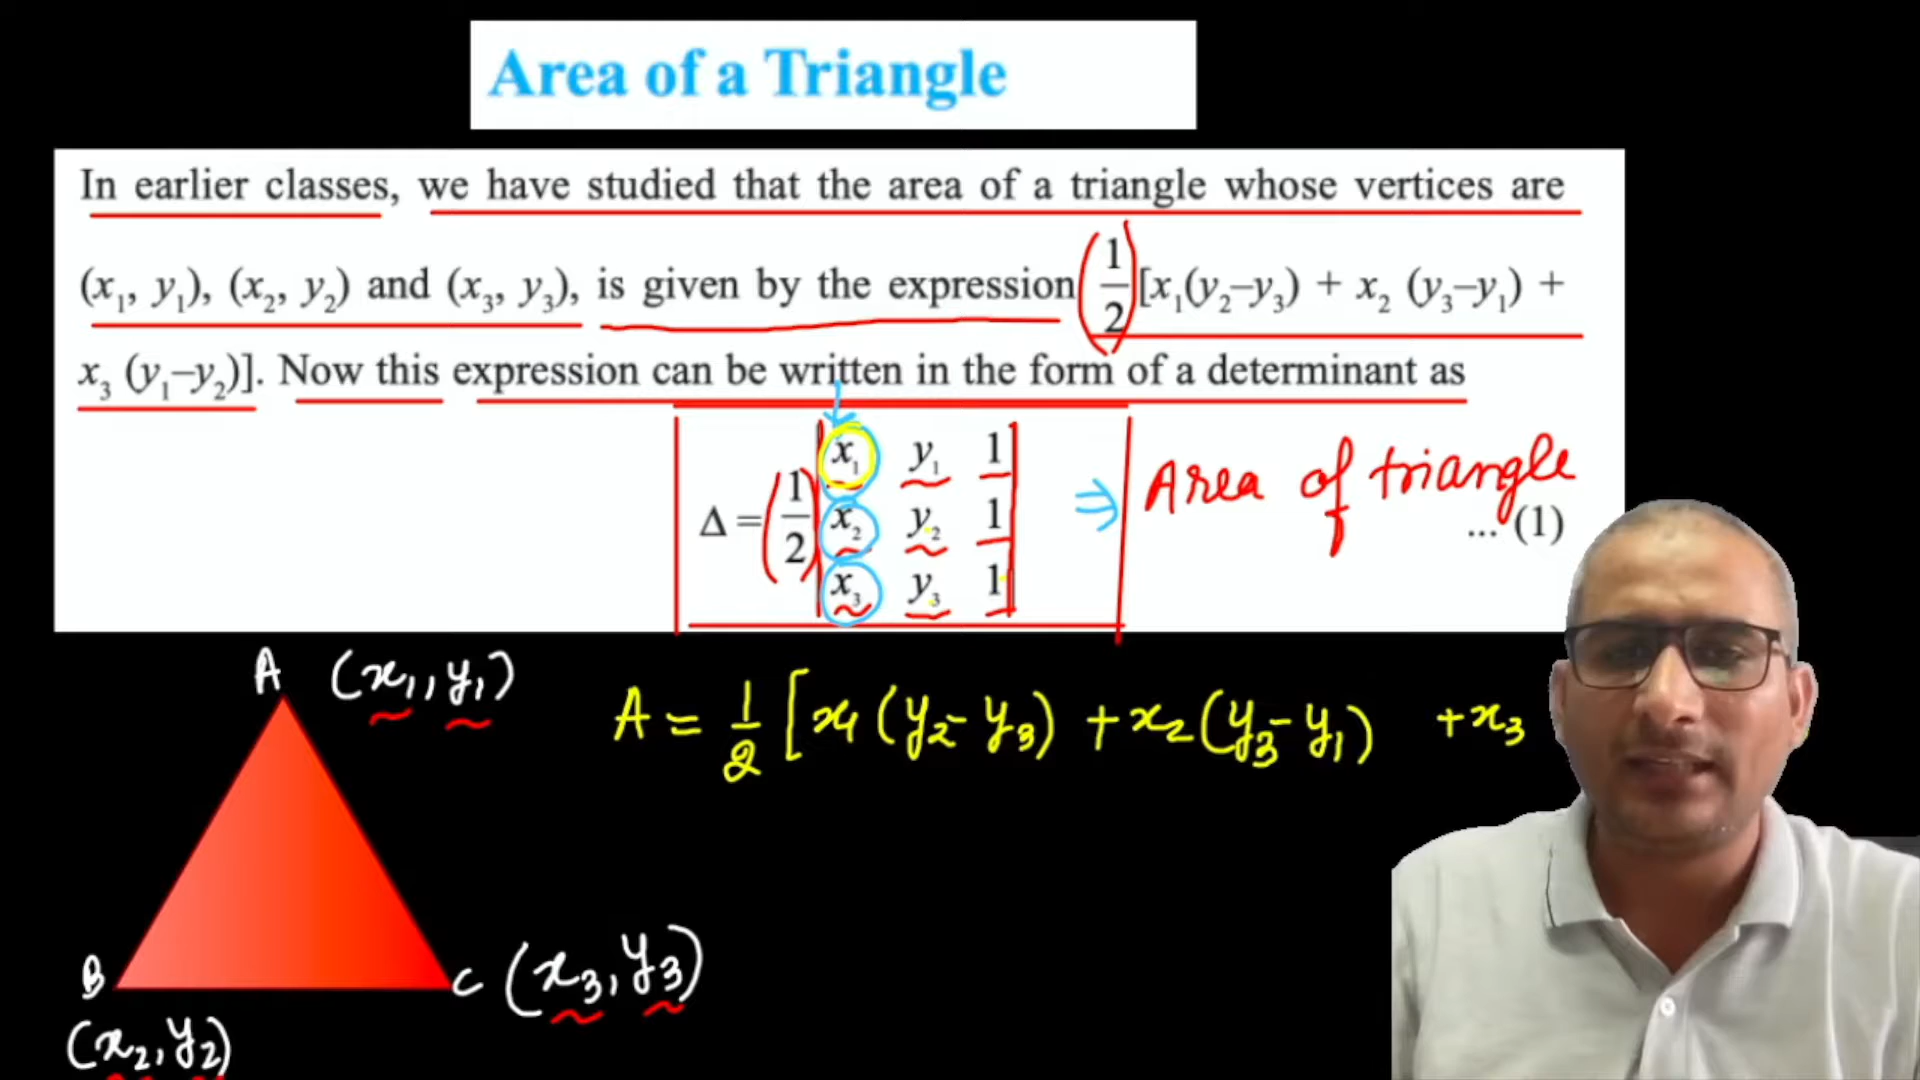 Area of a Triangle
In earlier classes, we have studied that the area of a triangle whose vertices are
(x₁, y₁), (x₂, y₂) and (x₃, y₃), is given by the expression (1/2) [x₁(y₂–y₃) + x₂ (y₃–y₁) +
x₃ (y₁–y₂)]. Now this expression can be written in the form of a determinant as
Δ = (1/2) | x₁ y₁ 1 |
| x₂ y₂ 1 |
| x₃ y₃ 1 |
⇒ Area of triangle
... (1)
A (x₁, y₁)
A = 1/2 [x₁ (y₂ - y₃) + x₂ (y₃ - y₁) + x₃
B
C (x₃, y₃)
(x₂, y₂)